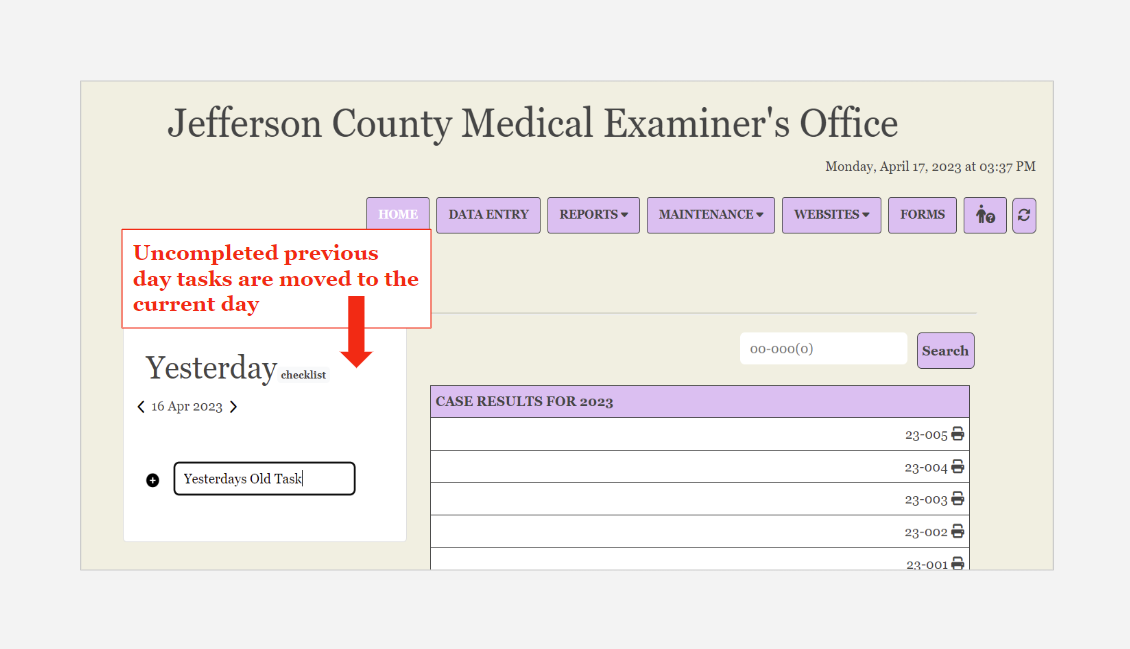 Jefferson County Medical Examiner's Office
Monday, April 17, 2023 at 03:37 PM
HOME DATA ENTRY REPORTS MAINTENANCE WEBSITES FORMS
Uncompleted previous
day tasks are moved to the
current day
00-000(0) Search
Yesterday checklist
16 Apr 2023
Yesterdays Old Task
CASE RESULTS FOR 2023
23-005
23-004
23-003
23-002
23-001